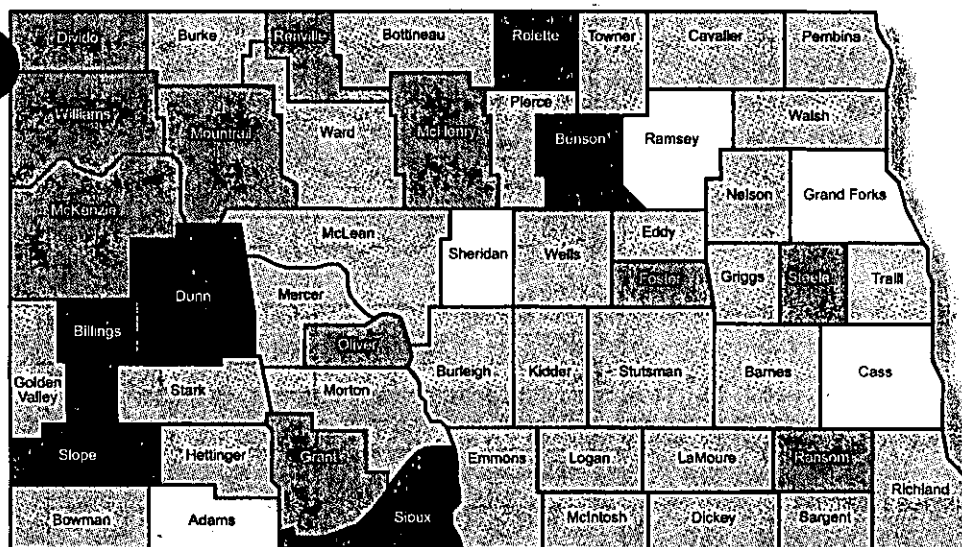 Divide
Burke
Renville
Bottineau
Rolette
Towner
Cavalier
Pembina
Williams
Mountrail
Ward
McHenry
Pierce
Benson
Ramsey
Walsh
McKenzie
McLean
Sheridan
Wells
Eddy
Nelson
Grand Forks
Dunn
Mercer
Foster
Griggs
Steele
Traill
Billings
Oliver
Golden
Valley
Stark
Morton
Burleigh
Kidder
Stutsman
Barnes
Cass
Slope
Hettinger
Grant
Emmons
Logan
LaMoure
Ransom
Richland
Bowman
Adams
Sioux
McIntosh
Dickey
Sargent